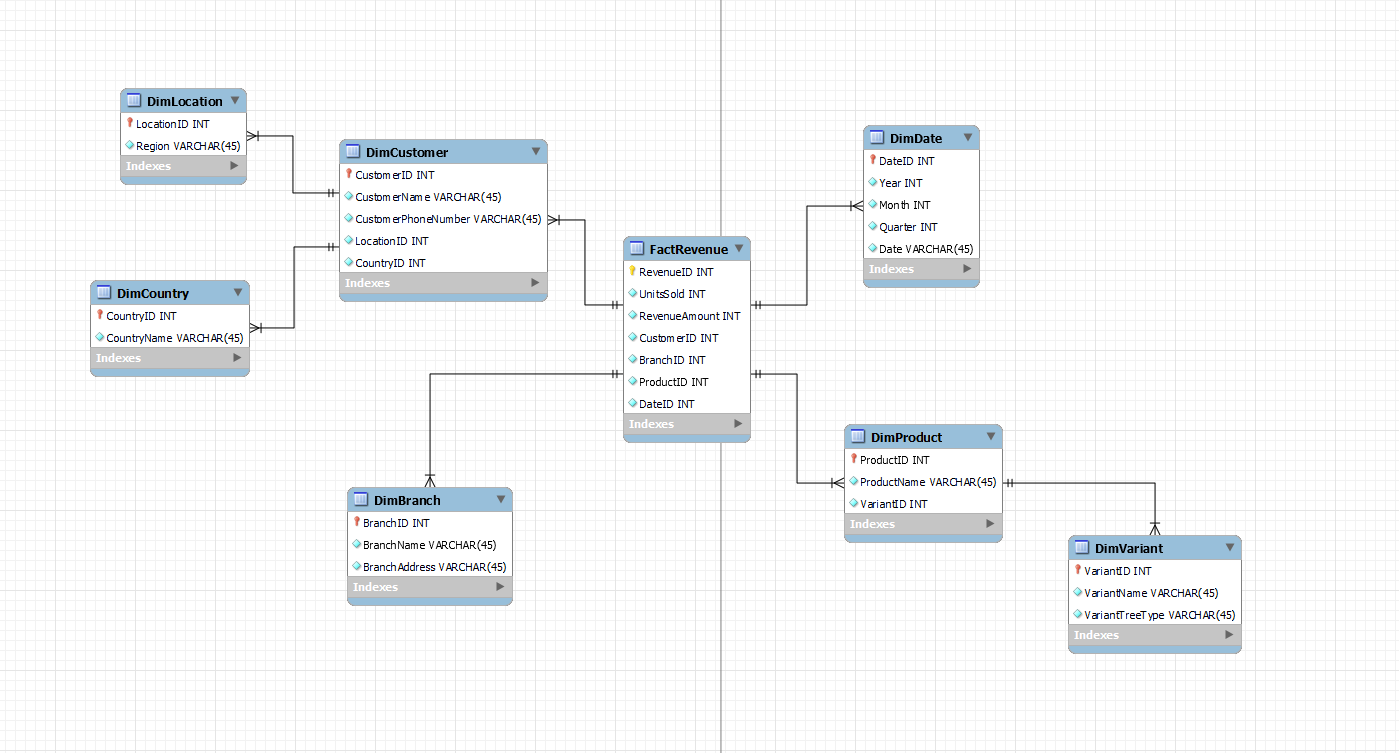 DimLocation
LocationID INT
Region VARCHAR(45)
Indexes
DimCustomer
CustomerID INT
CustomerName VARCHAR(45)
CustomerPhoneNumber VARCHAR(45)
LocationID INT
CountryID INT
Indexes
DimCountry
CountryID INT
CountryName VARCHAR(45)
Indexes
DimDate
DateID INT
Year INT
Month INT
Quarter INT
Date VARCHAR(45)
Indexes
FactRevenue
RevenueID INT
UnitsSold INT
RevenueAmount INT
CustomerID INT
BranchID INT
ProductID INT
DateID INT
Indexes
DimBranch
BranchID INT
BranchName VARCHAR(45)
BranchAddress VARCHAR(45)
Indexes
DimProduct
ProductID INT
ProductName VARCHAR(45)
VariantID INT
Indexes
DimVariant
VariantID INT
VariantName VARCHAR(45)
VariantTreeType VARCHAR(45)
Indexes